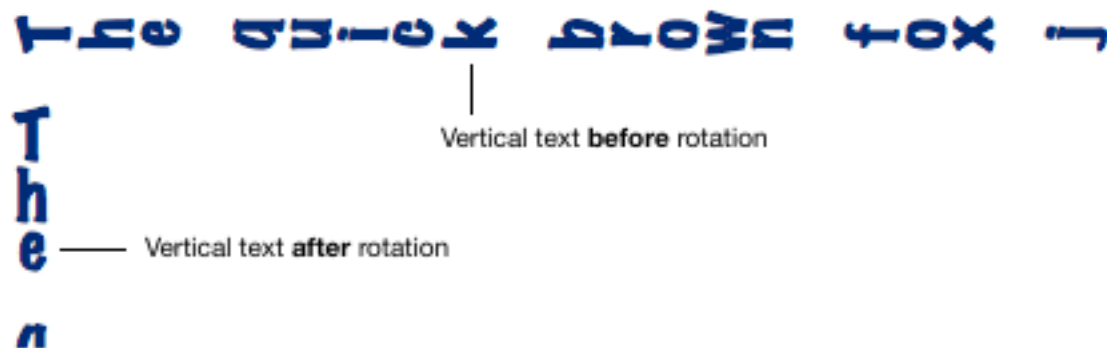 The quick brown fox j
Vertical text before rotation
T
h
e
Vertical text after rotation
q